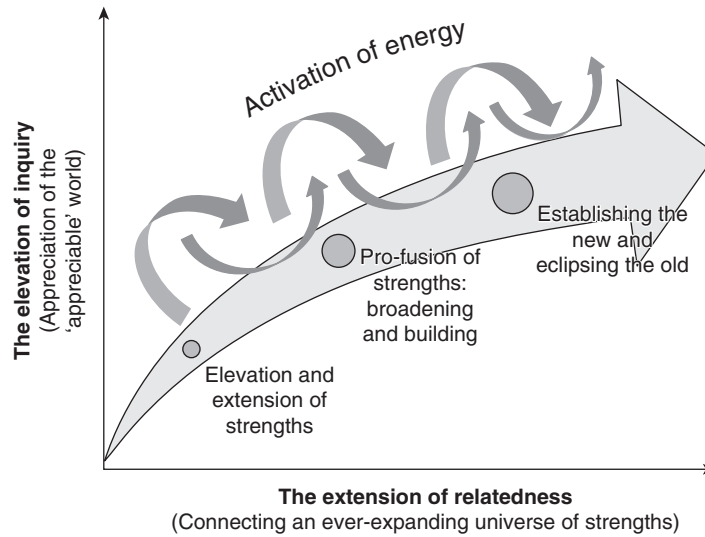 Activation of energy
The elevation of inquiry
(Appreciation of the
‘appreciable’ world)
Establishing the
new and
eclipsing the old
Pro-fusion of
strengths:
broadening
and building
Elevation and
extension of
strengths
The extension of relatedness
(Connecting an ever-expanding universe of strengths)